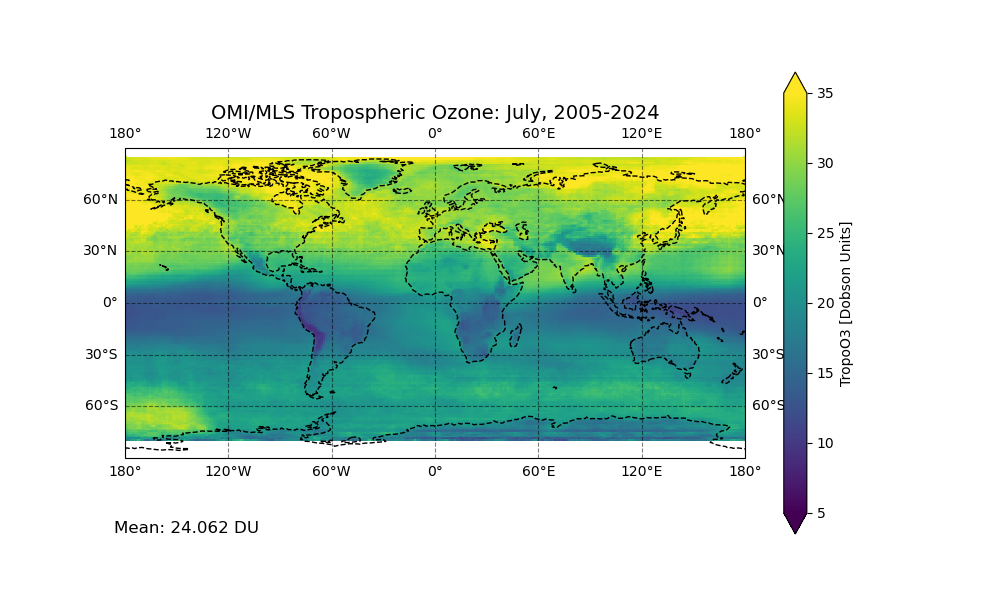 OMI/MLS Tropospheric Ozone: July, 2005-2024
180° 120°W 60°W 0° 60°E 120°E 180°
60°N 60°N
30°N 30°N
0° 0°
30°S 30°S
60°S 60°S
180° 120°W 60°W 0° 60°E 120°E 180°
35
30
25
20
15
10
5
TropoO3 [Dobson Units]
Mean: 24.062 DU